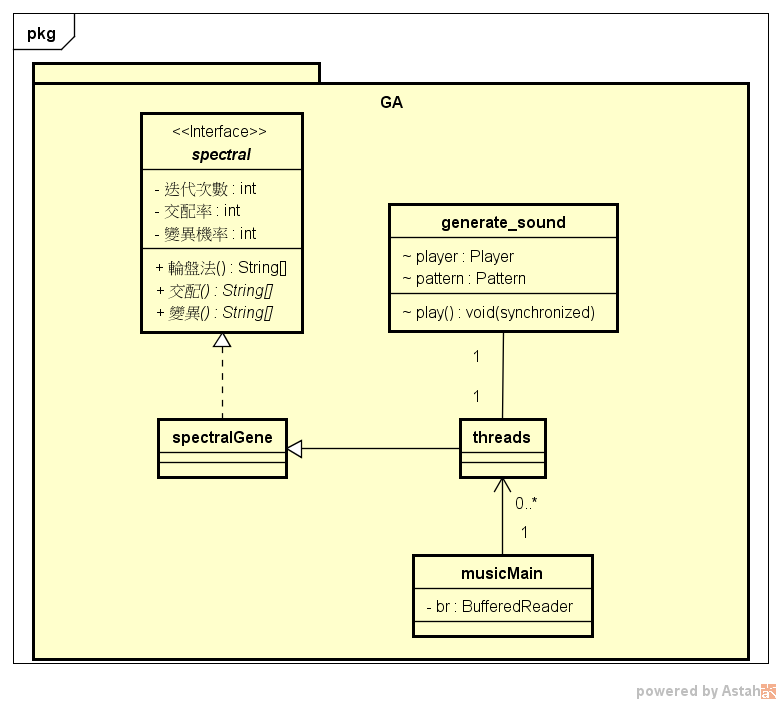 pkg
GA
<<Interface>>
spectral
- 迭代次數 : int
- 交配率 : int
- 變異機率 : int
+ 輪盤法() : String[]
+ 交配() : String[]
+ 變異() : String[]
generate_sound
~ player : Player
~ pattern : Pattern
~ play() : void(synchronized)
1
1
spectralGene
threads
0..*
1
musicMain
- br : BufferedReader
powered by Astah